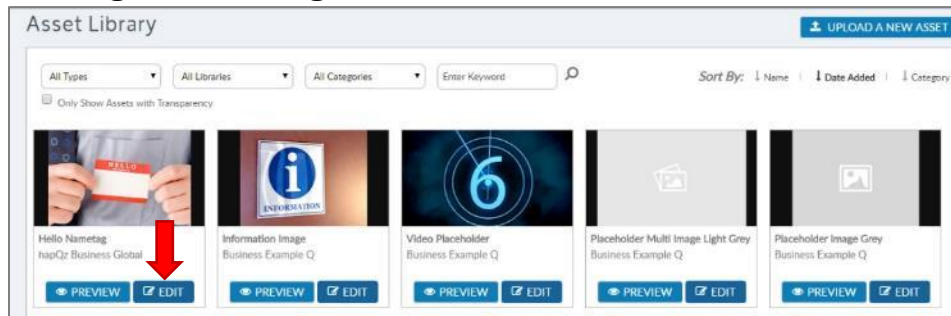 Asset Library
UPLOAD A NEW ASSET
All Types All Libraries All Categories Enter Keyword Sort By: Name Date Added Category
Only Show Assets with Transparency
HELLO
i
INFORMATION
6
Hello Nametag Information Image Video Placeholder Placeholder Multi Image Light Grey Placeholder Image Grey
hapQz Business Global Business Example Q Business Example Q Business Example Q Business Example Q
PREVIEW EDIT PREVIEW EDIT PREVIEW EDIT PREVIEW EDIT PREVIEW EDIT